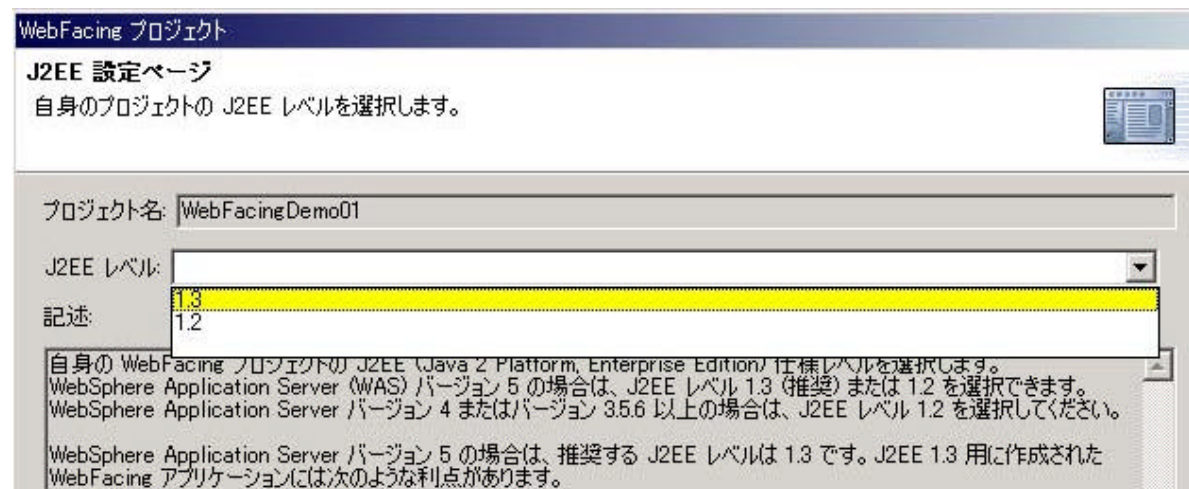 WebFacing プロジェクト
J2EE 設定ページ
自身のプロジェクトの J2EE レベルを選択します。
プロジェクト名: WebFacingDemo01
J2EE レベル:
1.3
記述:
1.2
自身の WebFacing プロジェクトの J2EE (Java 2 Platform, Enterprise Edition) 仕様レベルを選択します。
WebSphere Application Server (WAS) バージョン 5 の場合は、J2EE レベル 1.3 (推奨) または 1.2 を選択できます。
WebSphere Application Server バージョン 4 またはバージョン 3.5.6 以上の場合は、J2EE レベル 1.2 を選択してください。
WebSphere Application Server バージョン 5 の場合は、推奨する J2EE レベルは 1.3 です。J2EE 1.3 用に作成された
WebFacing アプリケーションには次のような利点があります。